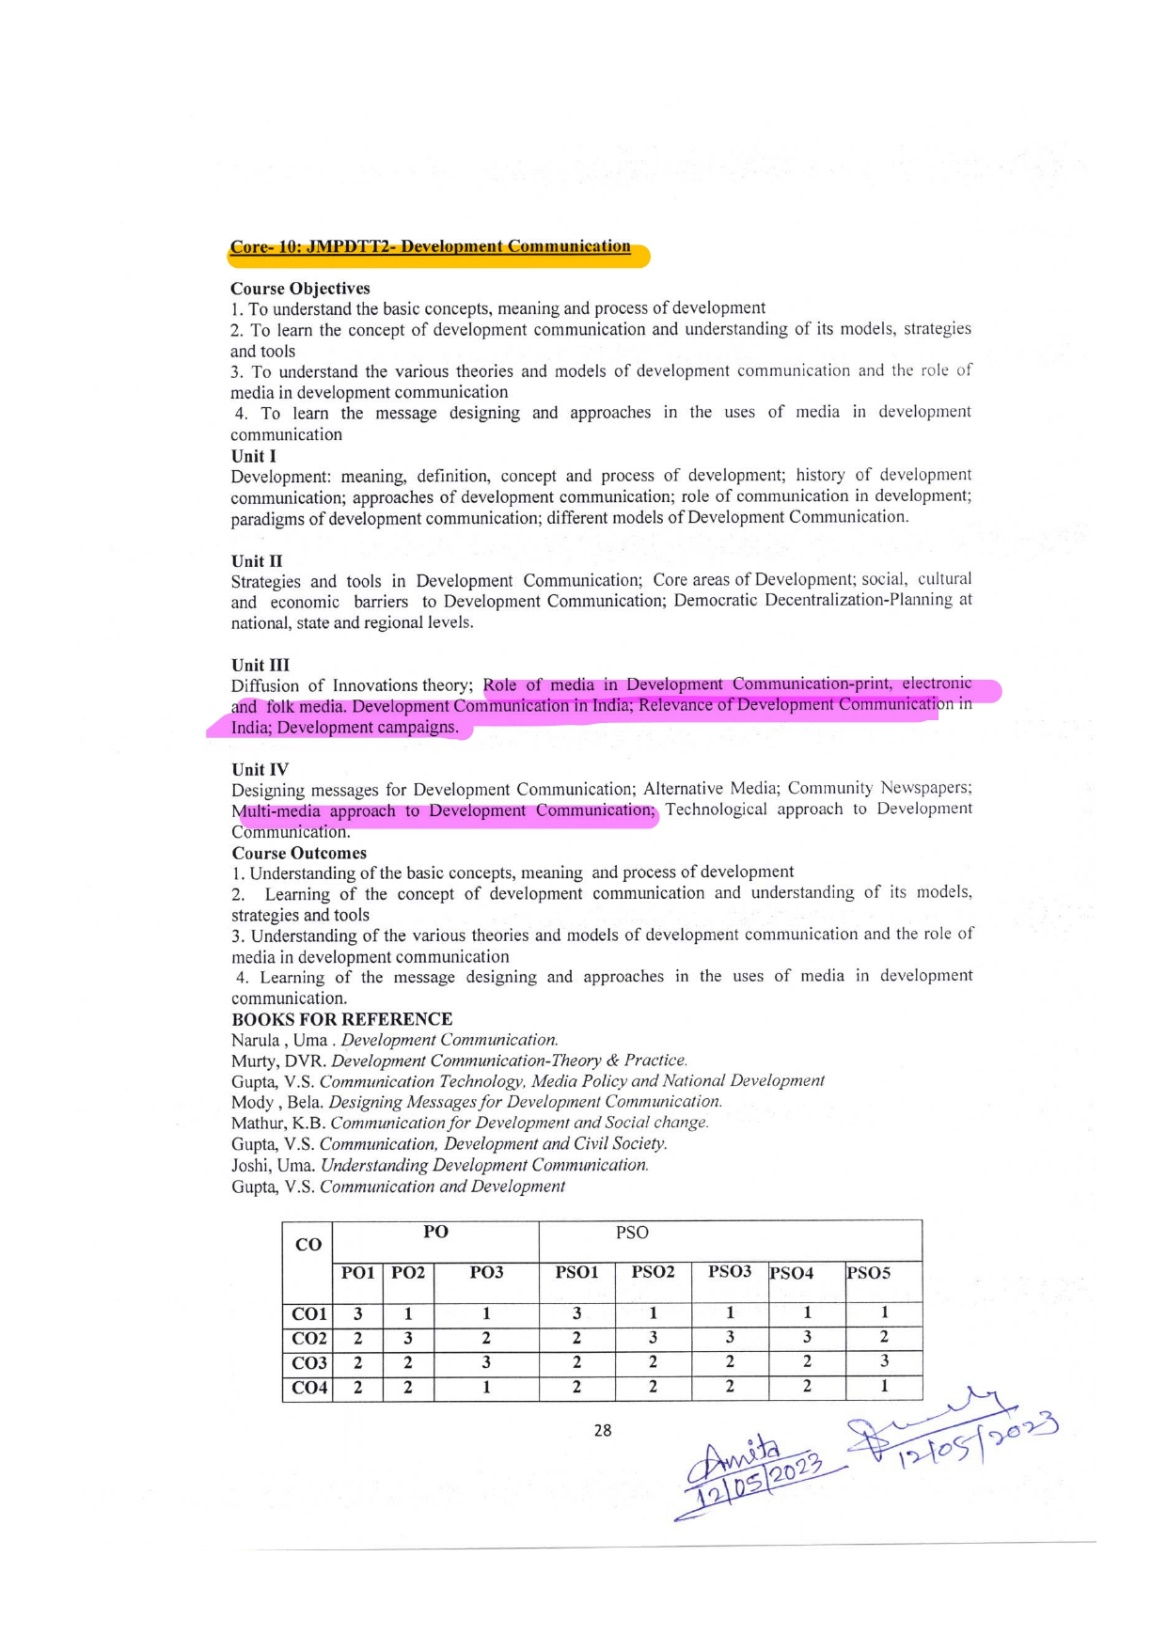 Core- 10: JMPDTT2- Development Communication
Course Objectives
1. To understand the basic concepts, meaning and process of development
2. To learn the concept of development communication and understanding of its models, strategies
and tools
3. To understand the various theories and models of development communication and the role of
media in development communication
4. To learn the message designing and approaches in the uses of media in development
communication
Unit I
Development: meaning, definition, concept and process of development; history of development
communication; approaches of development communication; role of communication in development;
paradigms of development communication; different models of Development Communication.
Unit II
Strategies and tools in Development Communication; Core areas of Development; social, cultural
and economic barriers to Development Communication; Democratic Decentralization-Planning at
national, state and regional levels.
Unit III
Diffusion of Innovations theory; Role of media in Development Communication-print, electronic
and folk media. Development Communication in India; Relevance of Development Communication in
India; Development campaigns.
Unit IV
Designing messages for Development Communication; Alternative Media; Community Newspapers;
Multi-media approach to Development Communication; Technological approach to Development
Communication.
Course Outcomes
1. Understanding of the basic concepts, meaning and process of development
2. Learning of the concept of development communication and understanding of its models,
strategies and tools
3. Understanding of the various theories and models of development communication and the role of
media in development communication
4. Learning of the message designing and approaches in the uses of media in development
communication.
BOOKS FOR REFERENCE
Narula , Uma . Development Communication.
Murty, DVR. Development Communication-Theory & Practice.
Gupta, V.S. Communication Technology, Media Policy and National Development
Mody , Bela. Designing Messages for Development Communication.
Mathur, K.B. Communication for Development and Social change.
Gupta, V.S. Communication, Development and Civil Society.
Joshi, Uma. Understanding Development Communication.
Gupta, V.S. Communication and Development
CO PO PSO
PO1 PO2 PO3 PSO1 PSO2 PSO3 PSO4 PSO5
CO1 3 1 1 3 1 1 1 1
CO2 2 3 2 2 3 3 3 2
CO3 2 2 3 2 2 2 2 3
CO4 2 2 1 2 2 2 2 1
28
Amita
12/05/2023
12/05/2023